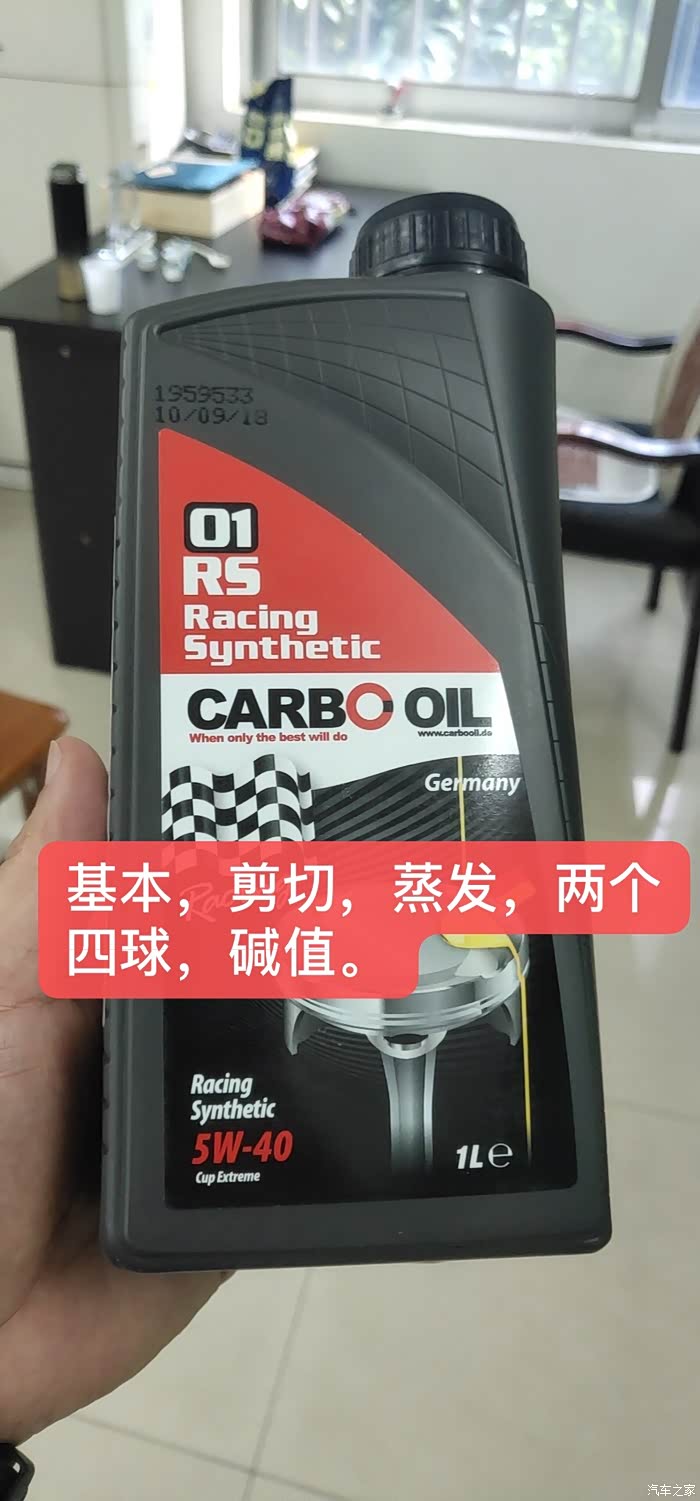 1959533
10/09/18
01
RS
Racing
Synthetic
CARBO OIL
When only the best will do
www.carbooil.de
Germany
基本，剪切，蒸发，两个
四球，碱值。
Racing
Synthetic
5W-40
Cup Extreme
1L℮
汽车之家